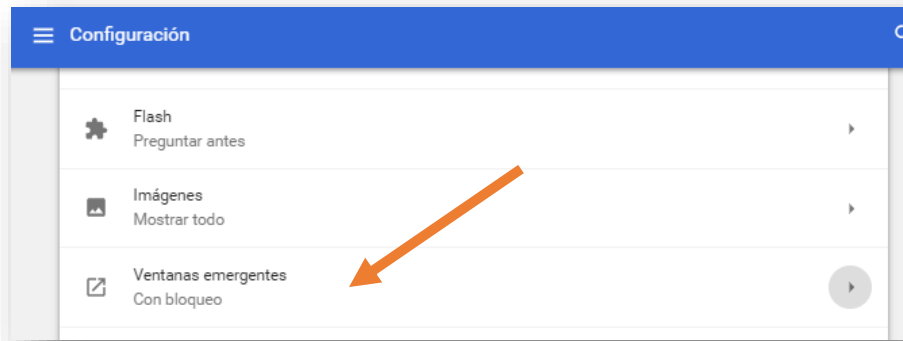 Configuración
Flash
Preguntar antes
Imágenes
Mostrar todo
Ventanas emergentes
Con bloqueo